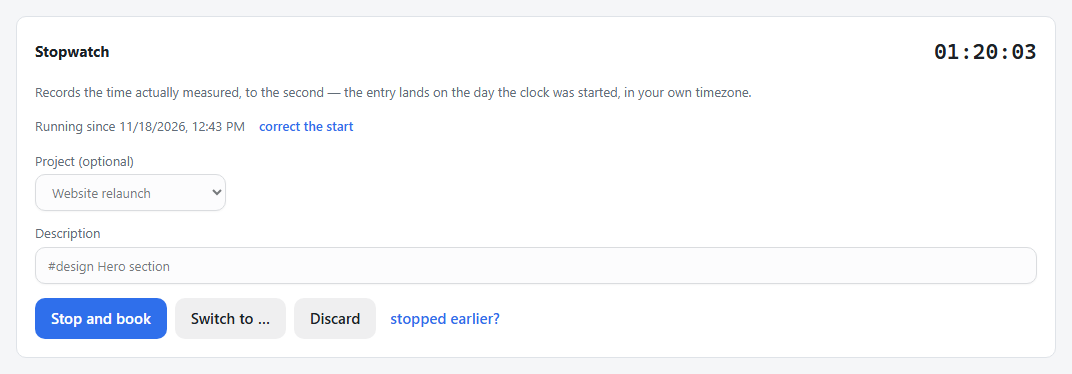 Stopwatch
01:20:03
Records the time actually measured, to the second — the entry lands on the day the clock was started, in your own timezone.
Running since 11/18/2026, 12:43 PM correct the start
Project (optional)
Website relaunch
Description
#design Hero section
Stop and book Switch to ... Discard stopped earlier?